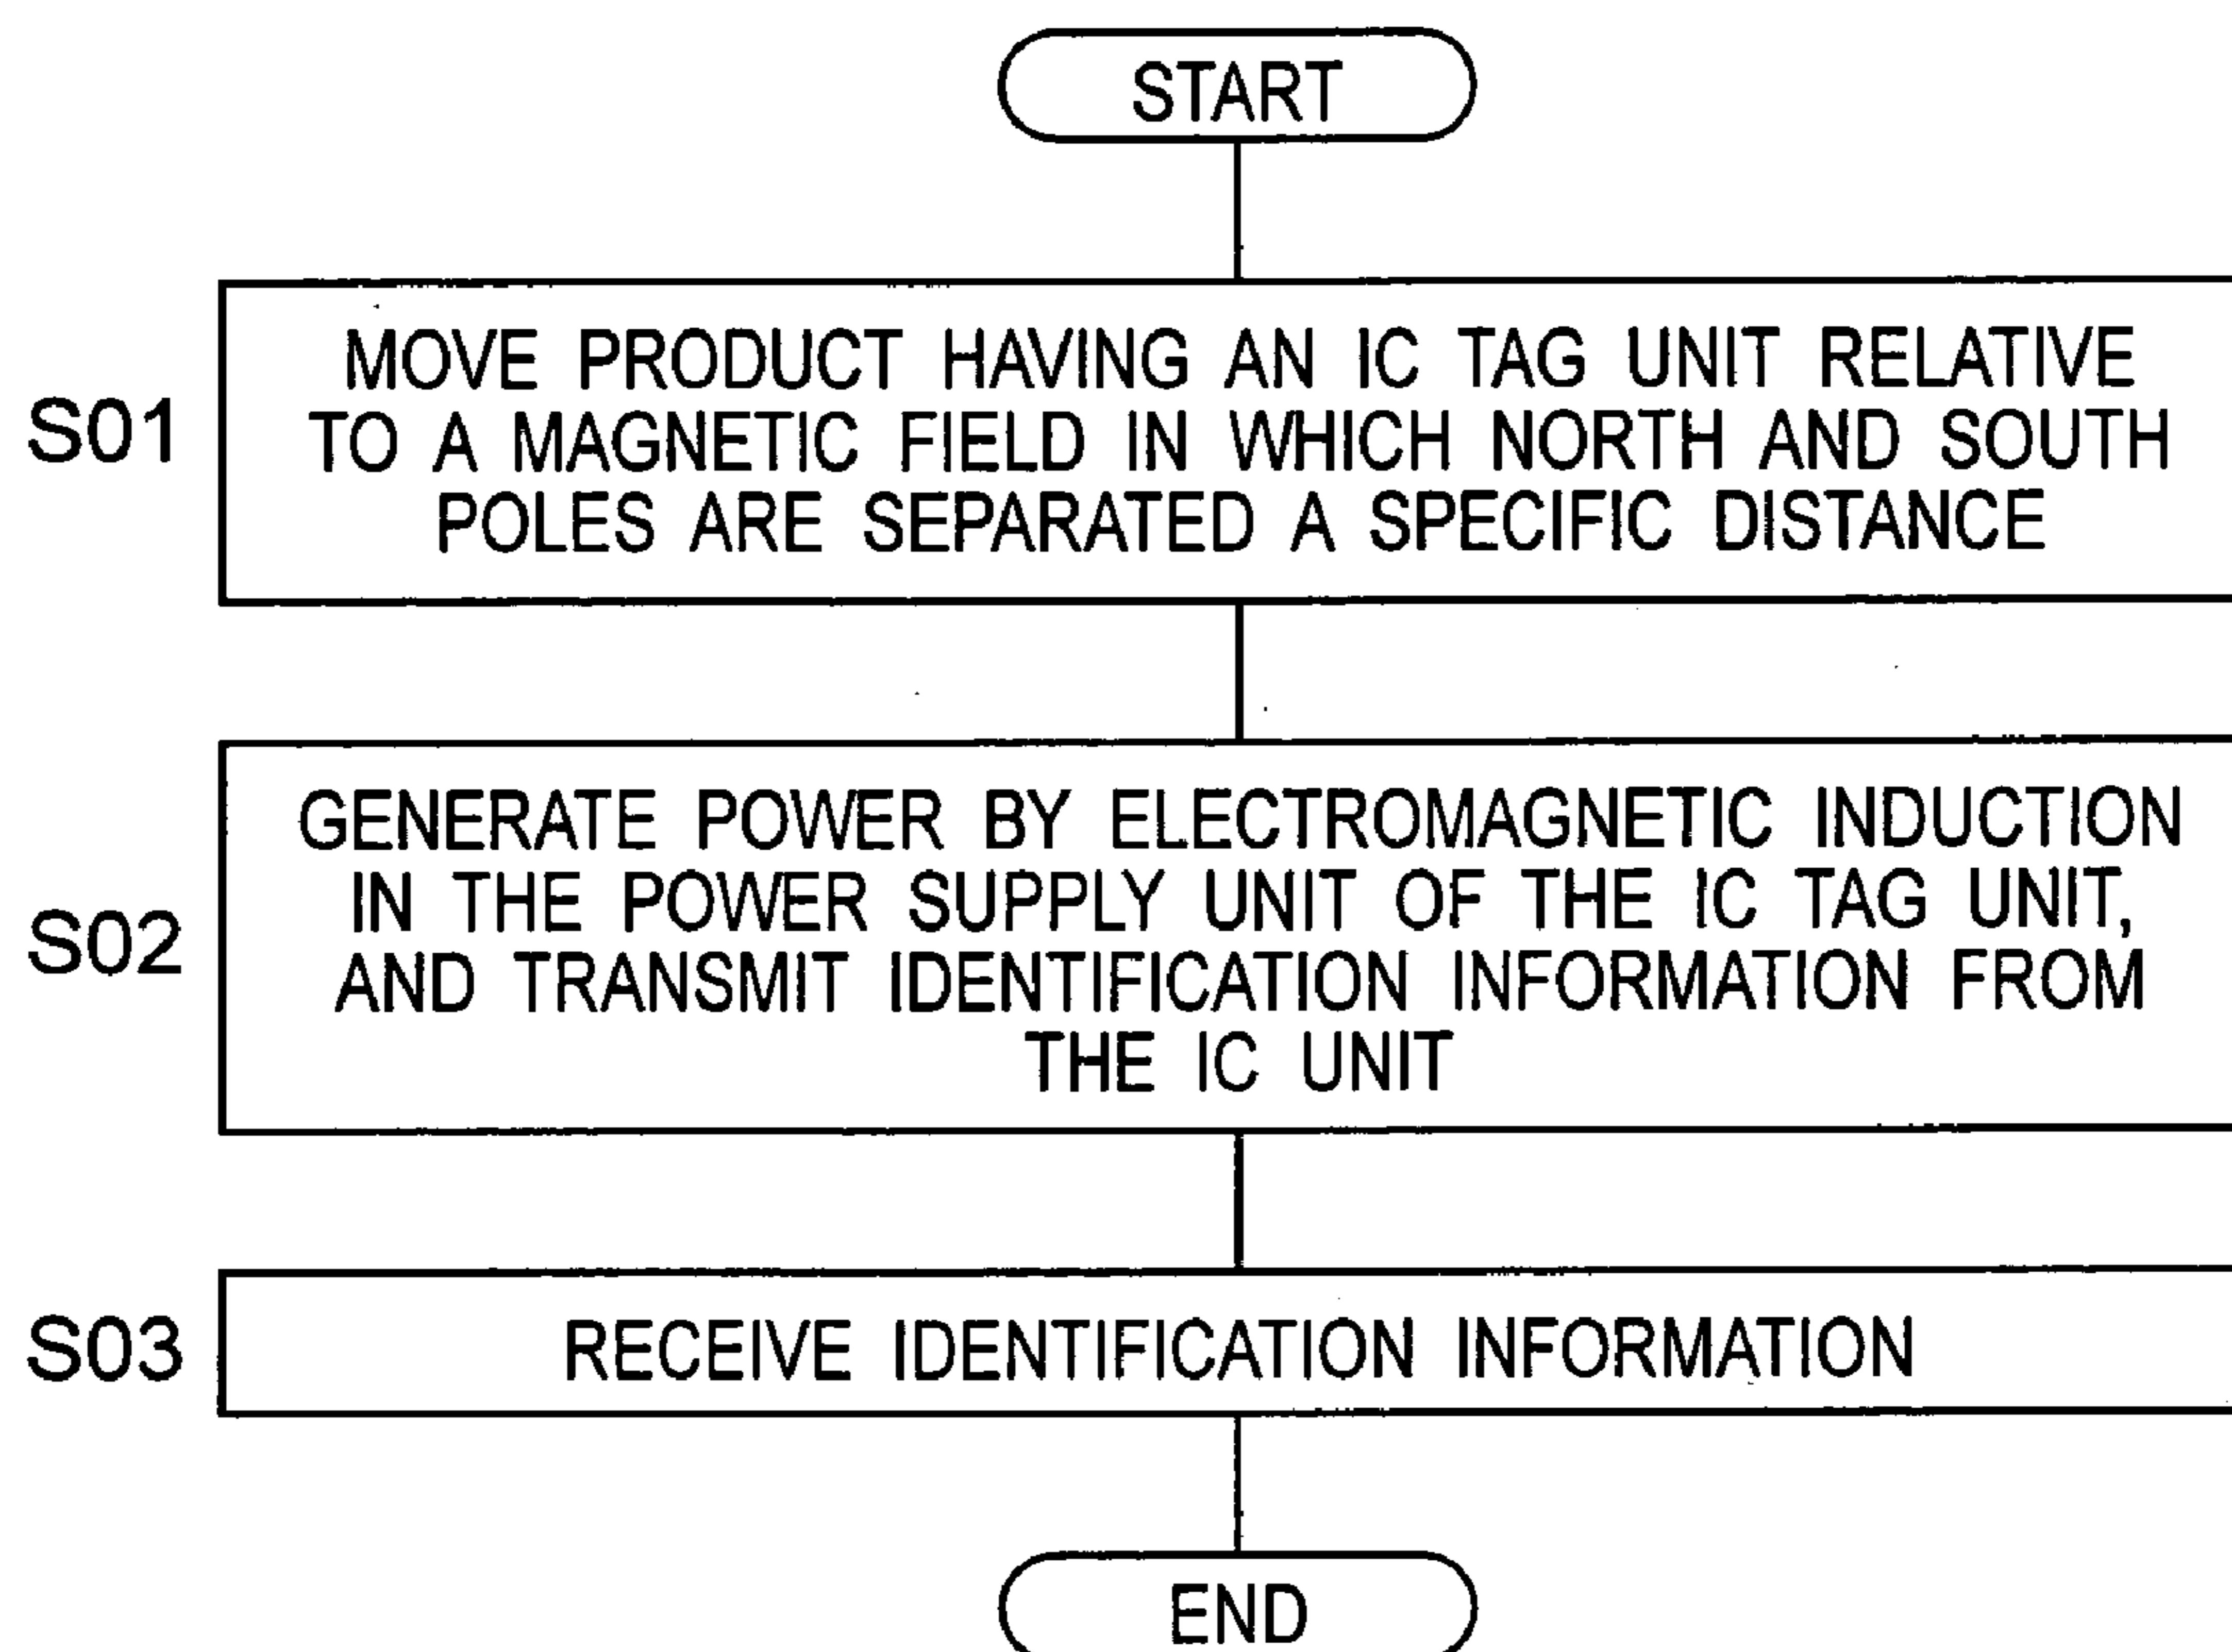 START
S01
MOVE PRODUCT HAVING AN IC TAG UNIT RELATIVE
TO A MAGNETIC FIELD IN WHICH NORTH AND SOUTH
POLES ARE SEPARATED A SPECIFIC DISTANCE
S02
GENERATE POWER BY ELECTROMAGNETIC INDUCTION
IN THE POWER SUPPLY UNIT OF THE IC TAG UNIT,
AND TRANSMIT IDENTIFICATION INFORMATION FROM
THE IC UNIT
S03
RECEIVE IDENTIFICATION INFORMATION
END